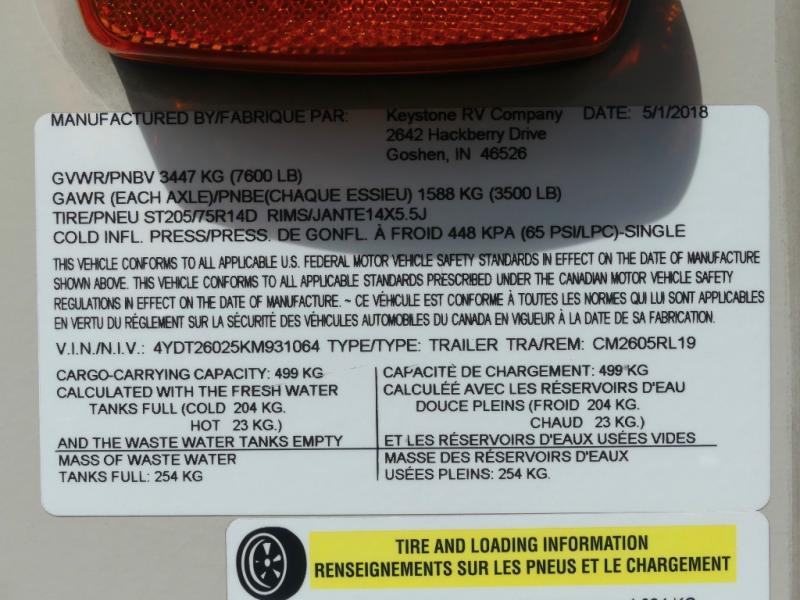 MANUFACTURED BY/FABRIQUE PAR: Keystone RV Company DATE: 5/1/2018
2642 Hackberry Drive
Goshen, IN 46526
GVWR/PNBV 3447 KG (7600 LB)
GAWR (EACH AXLE)/PNBE(CHAQUE ESSIEU) 1588 KG (3500 LB)
TIRE/PNEU ST205/75R14D RIMS/JANTE14X5.5J
COLD INFL. PRESS/PRESS. DE GONFL. À FROID 448 KPA (65 PSI/LPC)-SINGLE
THIS VEHICLE CONFORMS TO ALL APPLICABLE U.S. FEDERAL MOTOR VEHICLE SAFETY STANDARDS IN EFFECT ON THE DATE OF MANUFACTURE
SHOWN ABOVE. THIS VEHICLE CONFORMS TO ALL APPLICABLE STANDARDS PRESCRIBED UNDER THE CANADIAN MOTOR VEHICLE SAFETY
REGULATIONS IN EFFECT ON THE DATE OF MANUFACTURE. ~ CE VÉHICULE EST CONFORME À TOUTES LES NORMES QUI LUI SONT APPLICABLES
EN VERTU DU RÈGLEMENT SUR LA SÉCURITÉ DES VÉHICULES AUTOMOBILES DU CANADA EN VIGUEUR À LA DATE DE SA FABRICATION.
V.I.N./N.I.V.: 4YDT26025KM931064 TYPE/TYPE: TRAILER TRA/REM: CM2605RL19
CARGO-CARRYING CAPACITY: 499 KG
CALCULATED WITH THE FRESH WATER
TANKS FULL (COLD 204 KG.
HOT 23 KG.)
AND THE WASTE WATER TANKS EMPTY
MASS OF WASTE WATER
TANKS FULL: 254 KG
CAPACITÉ DE CHARGEMENT: 499 KG
CALCULÉE AVEC LES RÉSERVOIRS D'EAU
DOUCE PLEINS (FROID 204 KG.
CHAUD 23 KG.)
ET LES RÉSERVOIRS D'EAUX USÉES VIDES
MASSE DES RÉSERVOIRS D'EAUX
USÉES PLEINS: 254 KG.
TIRE AND LOADING INFORMATION
RENSEIGNEMENTS SUR LES PNEUS ET LE CHARGEMENT